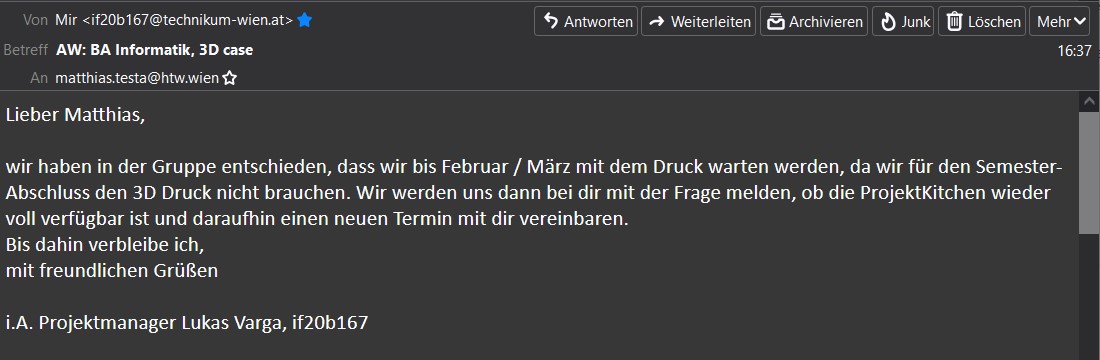 Von Mir <if20b167@technikum-wien.at>
Antworten Weiterleiten Archivieren Junk Löschen Mehr
Betreff AW: BA Informatik, 3D case 16:37
An matthias.testa@htw.wien
Lieber Matthias,
wir haben in der Gruppe entschieden, dass wir bis Februar / März mit dem Druck warten werden, da wir für den Semester-
Abschluss den 3D Druck nicht brauchen. Wir werden uns dann bei dir mit der Frage melden, ob die ProjektKitchen wieder
voll verfügbar ist und daraufhin einen neuen Termin mit dir vereinbaren.
Bis dahin verbleibe ich,
mit freundlichen Grüßen
i.A. Projektmanager Lukas Varga, if20b167